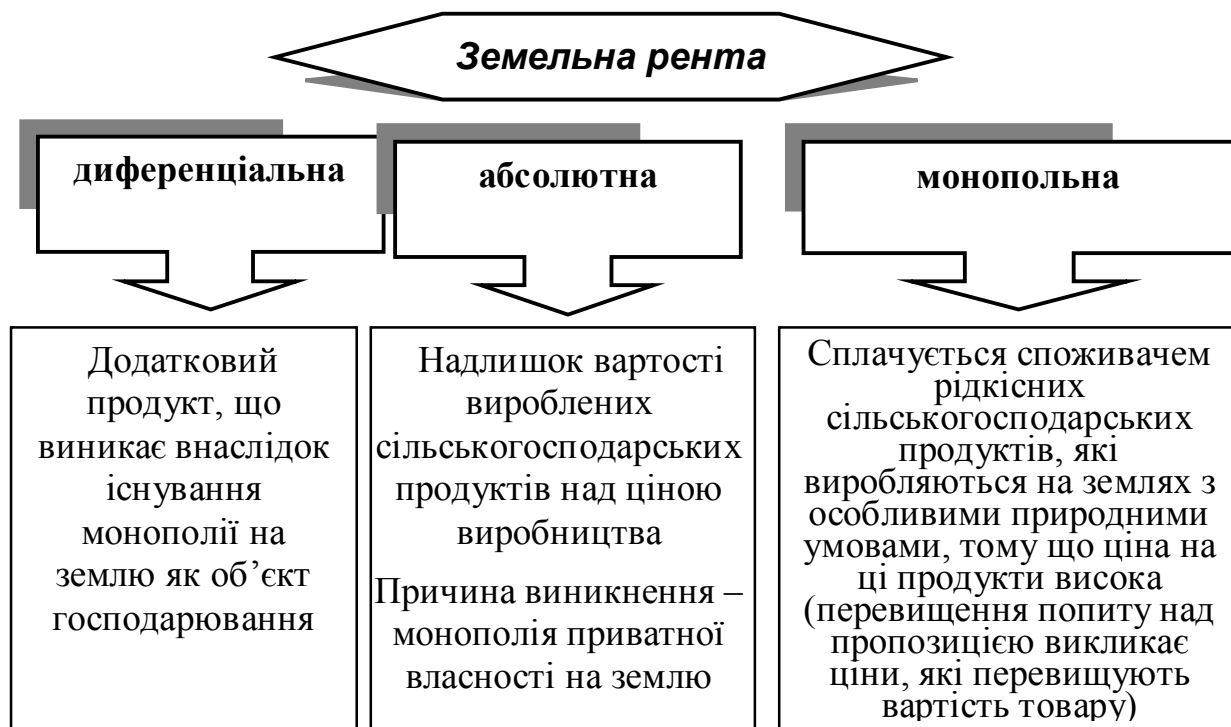 Земельна рента
диференціальна
абсолютна
монопольна
Додатковий
продукт, що
виникає внаслідок
існування
монополії на
землю як об’єкт
господарювання
Надлишок вартості
вироблених
сільськогосподарських
продуктів над ціною
виробництва
Причина виникнення –
монополія приватної
власності на землю
Сплачується споживачем
рідкісних
сільськогосподарських
продуктів, які
виробляються на землях з
особливими природними
умовами, тому що ціна на
ці продукти висока
(перевищення попиту над
пропозицією викликає
ціни, які перевищують
вартість товару)